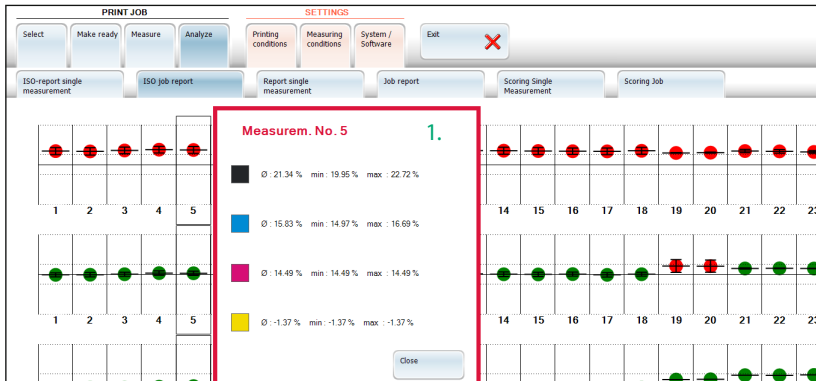 PRINT JOB SETTINGS
Select Make ready Measure Analyze Printing conditions Measuring conditions System / Software Exit
ISO-report single measurement ISO job report Report single measurement Job report Scoring Single Measurement Scoring Job
Measurem. No. 5 1.
Ø : 21.34 % min : 19.95 % max : 22.72 %
Ø : 15.83 % min : 14.97 % max : 16.69 %
Ø : 14.49 % min : 14.49 % max : 14.49 %
Ø : -1.37 % min : -1.37 % max : -1.37 %
Close
1 2 3 4 5 14 15 16 17 18 19 20 21 22 23
1 2 3 4 5 14 15 16 17 18 19 20 21 22 23